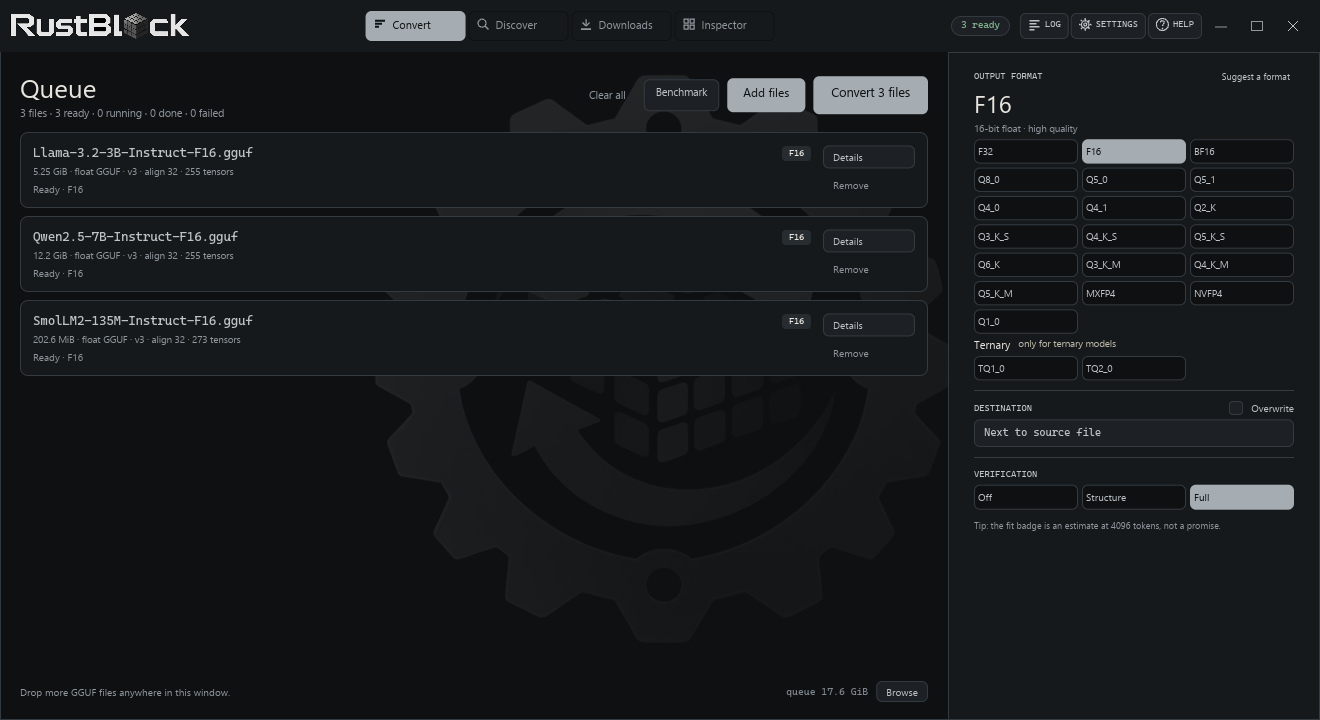 RustBlock
Convert
Discover
Downloads
Inspector
3 ready
LOG
SETTINGS
HELP
Queue
3 files · 3 ready · 0 running · 0 done · 0 failed
Clear all
Benchmark
Add files
Convert 3 files
Llama-3.2-3B-Instruct-F16.gguf
5.25 GiB · float GGUF · v3 · align 32 · 255 tensors
Ready · F16
F16
Details
Remove
Qwen2.5-7B-Instruct-F16.gguf
12.2 GiB · float GGUF · v3 · align 32 · 255 tensors
Ready · F16
F16
Details
Remove
SmolLM2-135M-Instruct-F16.gguf
202.6 MiB · float GGUF · v3 · align 32 · 273 tensors
Ready · F16
F16
Details
Remove
Drop more GGUF files anywhere in this window.
queue 17.6 GiB
Browse
OUTPUT FORMAT
Suggest a format
F16
16-bit float · high quality
F32 F16 BF16
Q8_0 Q5_0 Q5_1
Q4_0 Q4_1 Q2_K
Q3_K_S Q4_K_S Q5_K_S
Q6_K Q3_K_M Q4_K_M
Q5_K_M MXFP4 NVFP4
Q1_0
Ternary only for ternary models
TQ1_0 TQ2_0
DESTINATION
Overwrite
Next to source file
VERIFICATION
Off Structure Full
Tip: the fit badge is an estimate at 4096 tokens, not a promise.